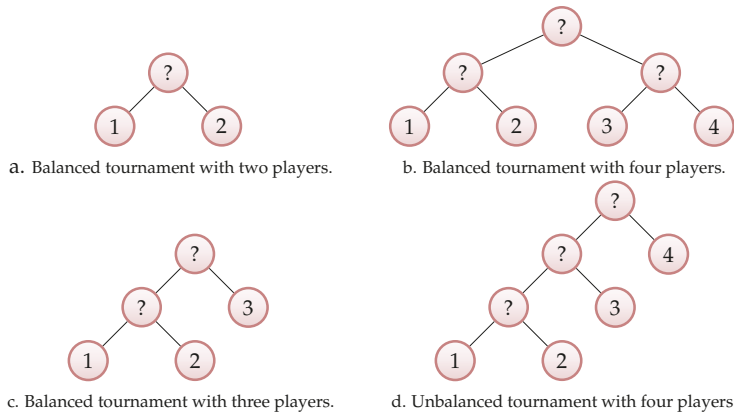 ?
?
1 2
a. Balanced tournament with two players.
? ?
1 2 3 4
b. Balanced tournament with four players.
?
? 3
1 2
c. Balanced tournament with three players.
?
? 4
? 3
1 2
d. Unbalanced tournament with four players